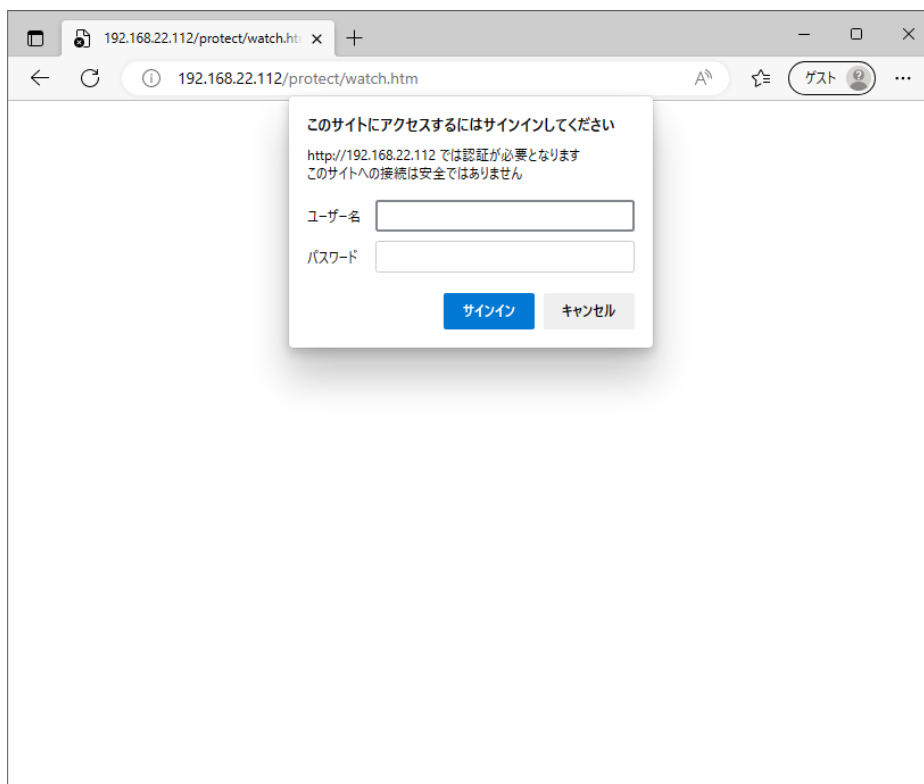 192.168.22.112/protect/watch.ht
192.168.22.112/protect/watch.htm
ゲスト
このサイトにアクセスするにはサインインしてください
http://192.168.22.112 では認証が必要となります
このサイトへの接続は安全ではありません
ユーザー名
パスワード
サインイン キャンセル